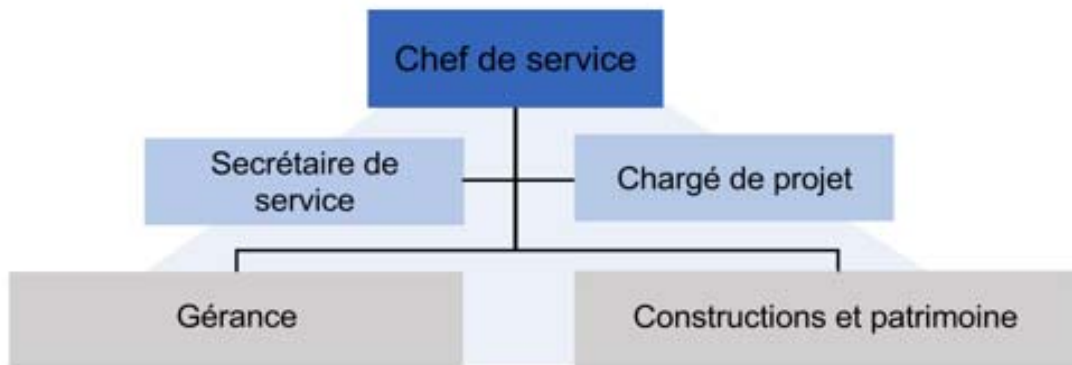 Chef de service
Secrétaire de
service
Chargé de projet
Gérance
Constructions et patrimoine